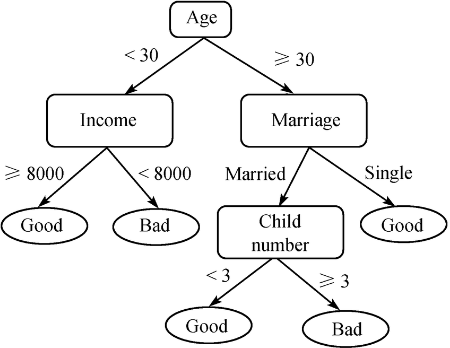 Age
< 30
⩾ 30
Income
Marriage
⩾ 8000
< 8000
Married
Single
Good
Bad
Child
number
Good
< 3
⩾ 3
Good
Bad